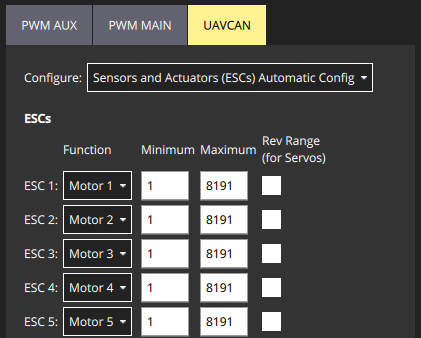 PWM AUX PWM MAIN UAVCAN
Configure: Sensors and Actuators (ESCs) Automatic Config
ESCs
Function Minimum Maximum Rev Range
(for Servos)
ESC 1: Motor 1 1 8191
ESC 2: Motor 2 1 8191
ESC 3: Motor 3 1 8191
ESC 4: Motor 4 1 8191
ESC 5: Motor 5 1 8191